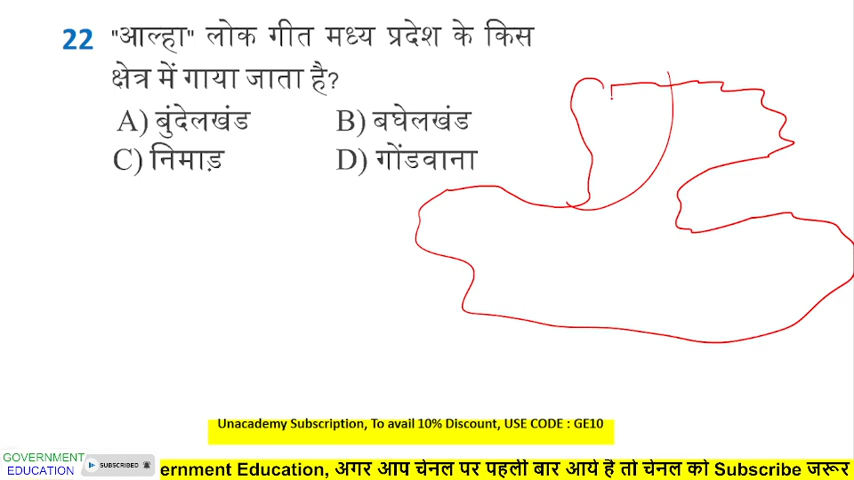 22 "आल्हा" लोक गीत मध्य प्रदेश के किस
क्षेत्र में गाया जाता है?
A) बुंदेलखंड B) बघेलखंड
C) निमाड़ D) गोंडवाना
Unacademy Subscription, To avail 10% Discount, USE CODE : GE10
GOVERNMENT
EDUCATION
SUBSCRIBED
ernment Education, अगर आप चेनल पर पहली बार आये है तो चेनल को Subscribe जरूर